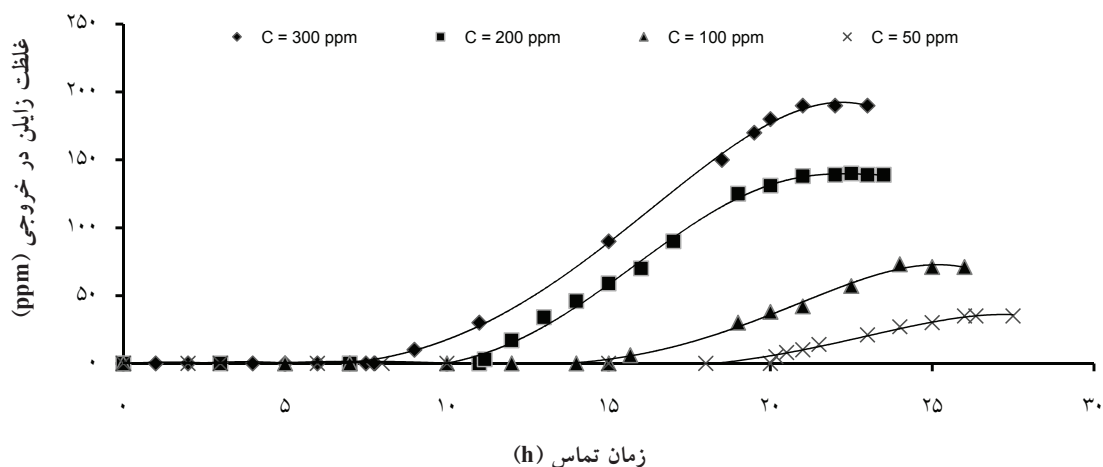 C = 300 ppm
C = 200 ppm
C = 100 ppm
C = 50 ppm
غلظت زایلن در خروجی (ppm)
۲۵۰
۲۰۰
۱۵۰
۱۰۰
۵۰
۰
۰ ۵ ۱۰ ۱۵ ۲۰ ۲۵ ۳۰
زمان تماس (h)